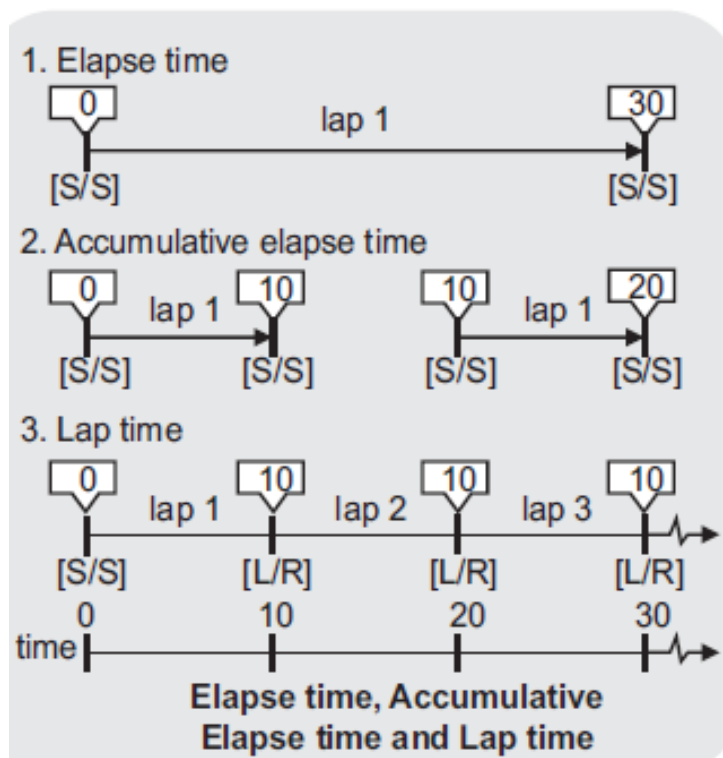 1. Elapse time
0 lap 1 30
[S/S] [S/S]
2. Accumulative elapse time
0 lap 1 10 10 lap 1 20
[S/S] [S/S] [S/S] [S/S]
3. Lap time
0 lap 1 10 lap 2 10 lap 3 10
[S/S] [L/R] [L/R] [L/R]
0 10 20 30
time
Elapse time, Accumulative
Elapse time and Lap time